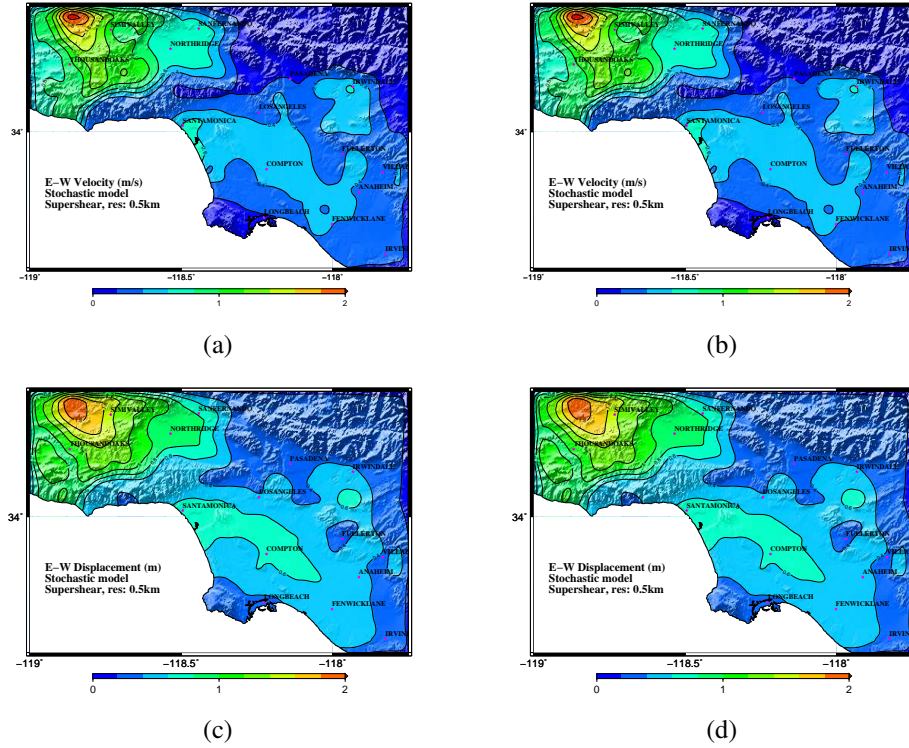 SIMIVALLEY
SANFERNANDO
NORTHRIDGE
THOUSANDOAKS
PASADENA
IRWINDALE
LOSANGELES
SANTAMONICA
34˚
FULLERTON
COMPTON
ANAHEIM
E−W Velocity (m/s)
Stochastic model
Supershear, res: 0.5km
LONGBEACH
FENWICKLANE
IRVIN
−119˚
−118.5˚
−118˚
0
1
2
(a)
SIMIVALLEY
SANFERNANDO
NORTHRIDGE
THOUSANDOAKS
PASADENA
IRWINDALE
LOSANGELES
SANTAMONICA
34˚
FULLERTON
COMPTON
ANAHEIM
E−W Velocity (m/s)
Stochastic model
Supershear, res: 0.5km
LONGBEACH
FENWICKLANE
IRVIN
−119˚
−118.5˚
−118˚
0
1
2
(b)
SIMIVALLEY
SANFERNANDO
NORTHRIDGE
THOUSANDOAKS
PASADENA
IRWINDALE
LOSANGELES
SANTAMONICA
34˚
FULLERTON
COMPTON
E−W Displacement (m)
ANAHEIM
Stochastic model
Supershear, res: 0.5km
LONGBEACH
FENWICKLANE
IRVIN
−119˚
−118.5˚
−118˚
0
1
2
(c)
SIMIVALLEY
SANFERNANDO
NORTHRIDGE
THOUSANDOAKS
PASADENA
IRWINDALE
LOSANGELES
SANTAMONICA
34˚
FULLERTON
COMPTON
E−W Displacement (m)
ANAHEIM
Stochastic model
Supershear, res: 0.5km
LONGBEACH
FENWICKLANE
IRVIN
−119˚
−118.5˚
−118˚
0
1
2
(d)